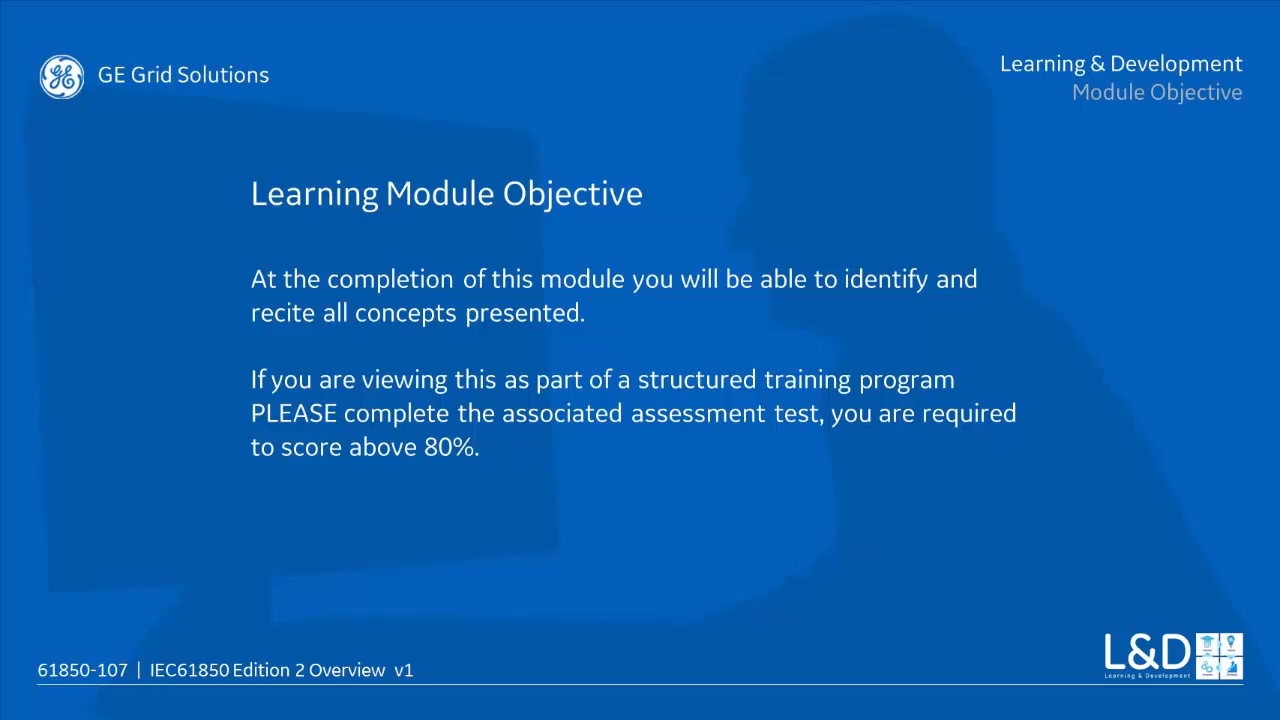 GE Grid Solutions
Learning & Development
Module Objective
Learning Module Objective
At the completion of this module you will be able to identify and
recite all concepts presented.
If you are viewing this as part of a structured training program
PLEASE complete the associated assessment test, you are required
to score above 80%.
L&D
Learning & Development
61850-107 | IEC61850 Edition 2 Overview v1